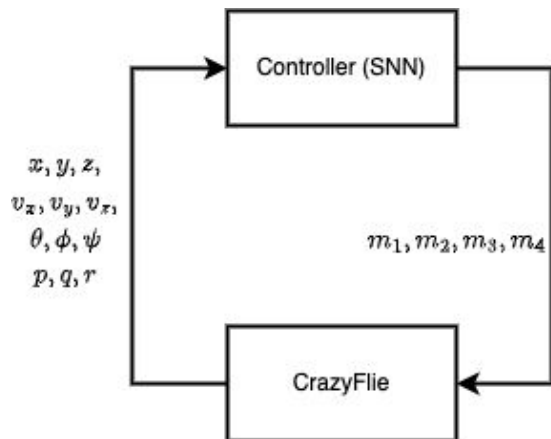 Controller (SNN)
x, y, z,
v_x, v_y, v_z,
θ, ϕ, ψ
p, q, r
m_1, m_2, m_3, m_4
CrazyFlie